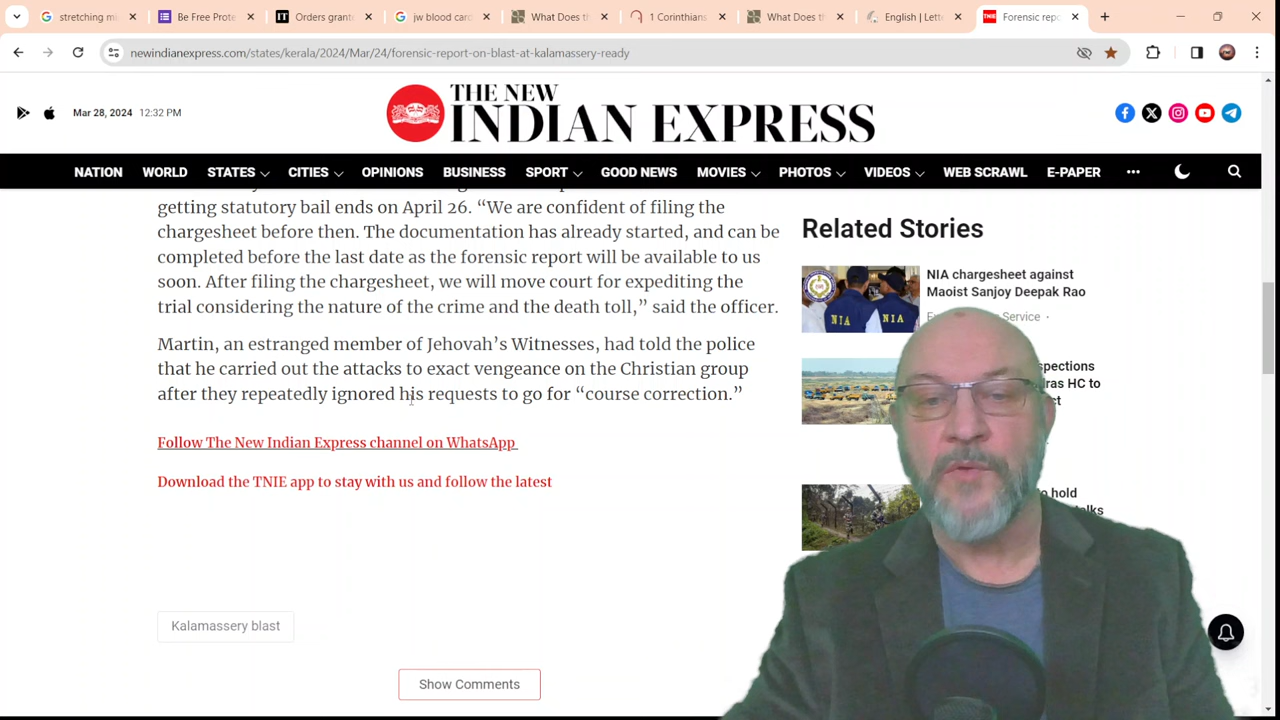 stretching mi
Be Free Prote
Orders grant
jw blood card
What Does th
1 Corinthians
What Does th
English | Lette
Forensic repo
newindianexpress.com/states/kerala/2024/Mar/24/forensic-report-on-blast-at-kalamassery-ready
Mar 28, 2024 12:32 PM
THE NEW
INDIAN EXPRESS
NATION WORLD STATES CITIES OPINIONS BUSINESS SPORT GOOD NEWS MOVIES PHOTOS VIDEOS WEB SCRAWL E-PAPER
getting statutory bail ends on April 26. “We are confident of filing the
chargesheet before then. The documentation has already started, and can be
completed before the last date as the forensic report will be available to us
soon. After filing the chargesheet, we will move court for expediting the
trial considering the nature of the crime and the death toll,” said the officer.
Martin, an estranged member of Jehovah’s Witnesses, had told the police
that he carried out the attacks to exact vengeance on the Christian group
after they repeatedly ignored his requests to go for “course correction.”
Follow The New Indian Express channel on WhatsApp
Download the TNIE app to stay with us and follow the latest
Kalamassery blast
Show Comments
Related Stories
NIA chargesheet against
Maoist Sanjoy Deepak Rao
Service
NIA
NIA
HC to
hold